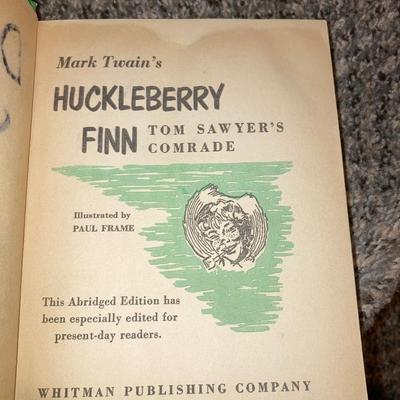 Mark Twain's
HUCKLEBERRY
FINN TOM SAWYER'S
COMRADE
Illustrated by
PAUL FRAME
This Abridged Edition has
been especially edited for
present-day readers.
WHITMAN PUBLISHING COMPANY